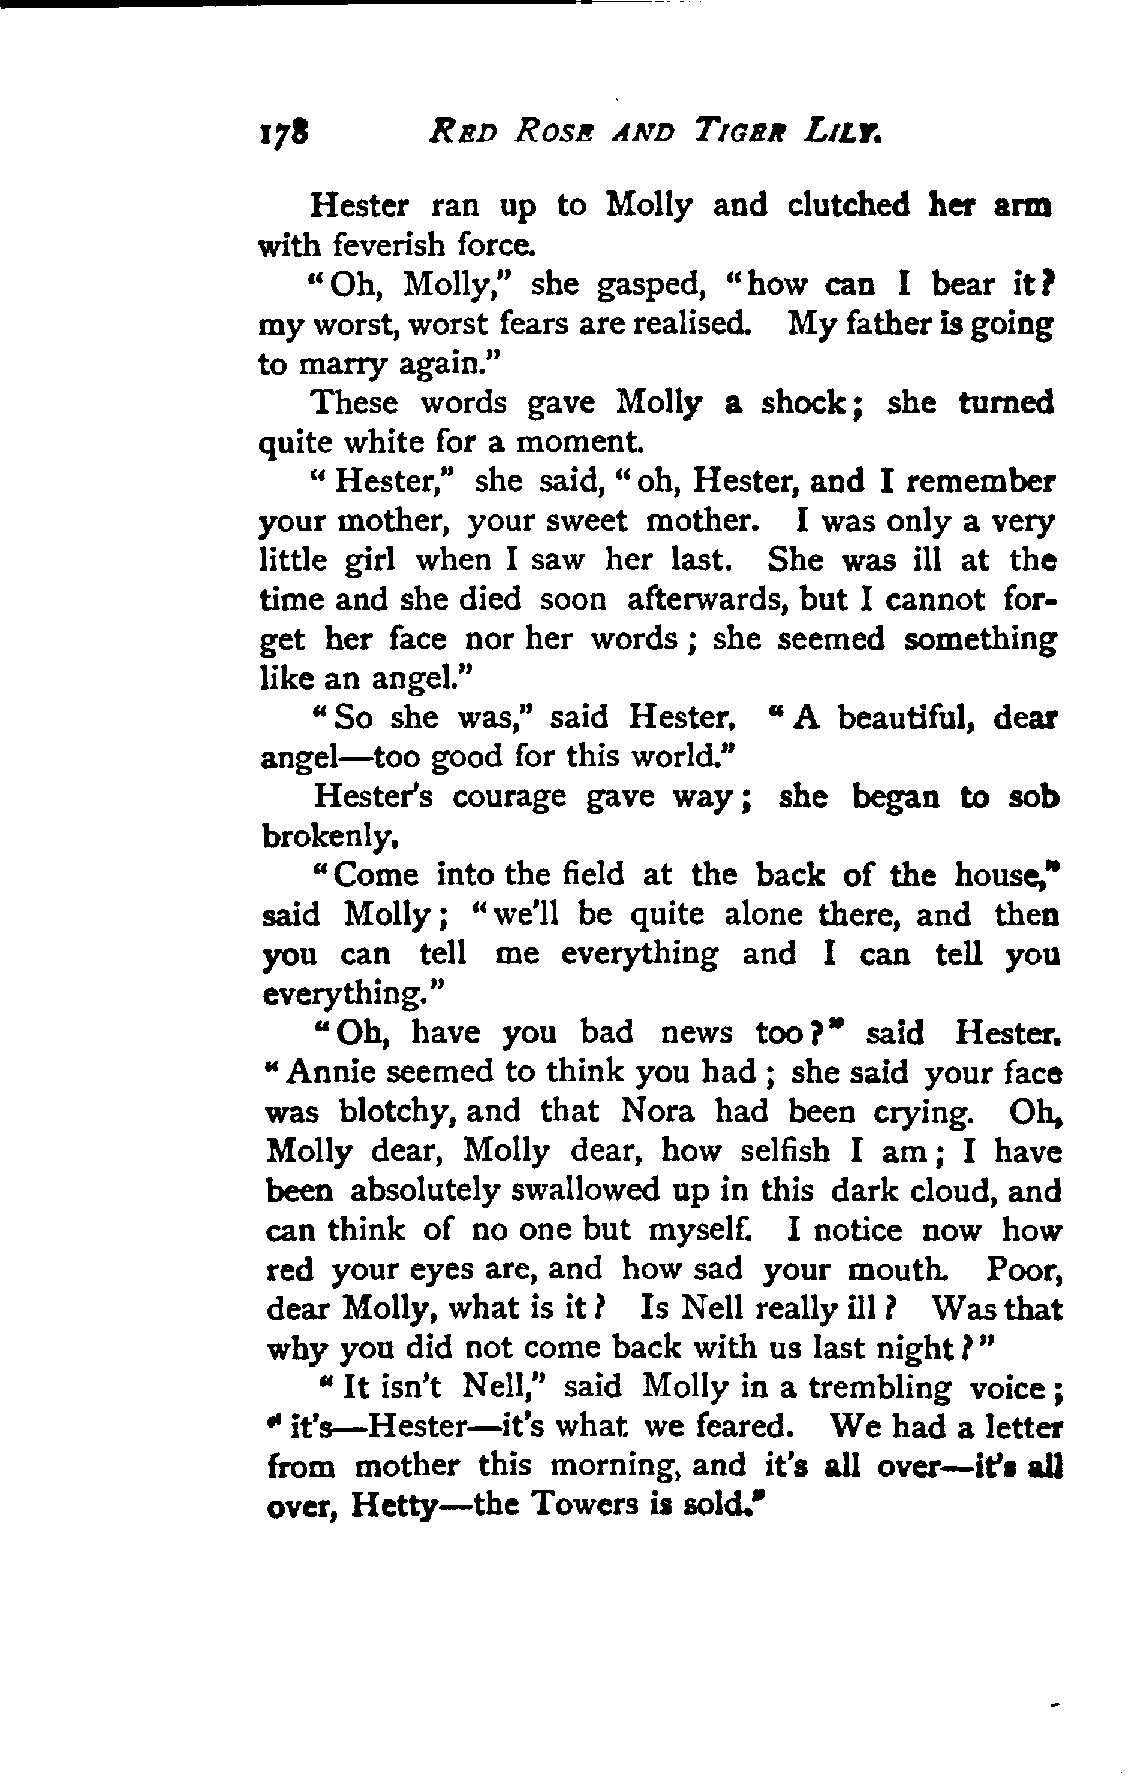 178 RED ROSE AND TIGER LILY.
Hester ran up to Molly and clutched her arm
with feverish force.
"Oh, Molly," she gasped, "how can I bear it?
my worst, worst fears are realised. My father is going
to marry again."
These words gave Molly a shock; she turned
quite white for a moment.
"Hester," she said, "oh, Hester, and I remember
your mother, your sweet mother. I was only a very
little girl when I saw her last. She was ill at the
time and she died soon afterwards, but I cannot for-
get her face nor her words; she seemed something
like an angel."
"So she was," said Hester. "A beautiful, dear
angel—too good for this world."
Hester's courage gave way; she began to sob
brokenly.
"Come into the field at the back of the house,"
said Molly; "we'll be quite alone there, and then
you can tell me everything and I can tell you
everything."
"Oh, have you bad news too?" said Hester.
"Annie seemed to think you had; she said your face
was blotchy, and that Nora had been crying. Oh,
Molly dear, Molly dear, how selfish I am; I have
been absolutely swallowed up in this dark cloud, and
can think of no one but myself. I notice now how
red your eyes are, and how sad your mouth. Poor,
dear Molly, what is it? Is Nell really ill? Was that
why you did not come back with us last night?"
"It isn't Nell," said Molly in a trembling voice;
"it's—Hester—it's what we feared. We had a letter
from mother this morning, and it's all over—it's all
over, Hetty—the Towers is sold."